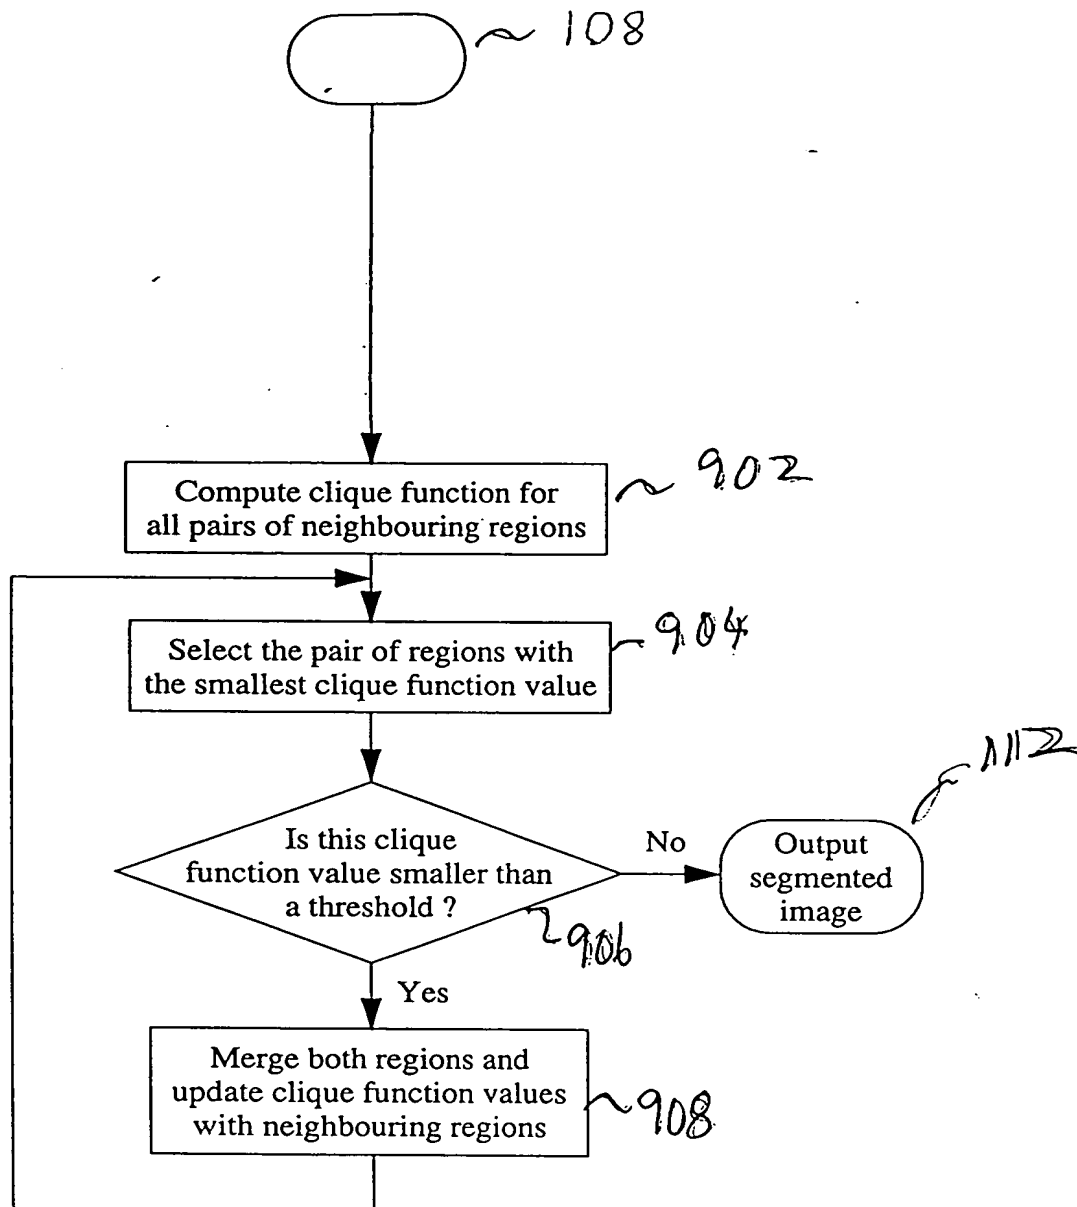 108
Compute clique function for
all pairs of neighbouring regions
902
Select the pair of regions with
the smallest clique function value
904
Is this clique
function value smaller than
a threshold ?
906
No
Output
segmented
image
1112
Yes
Merge both regions and
update clique function values
with neighbouring regions
908